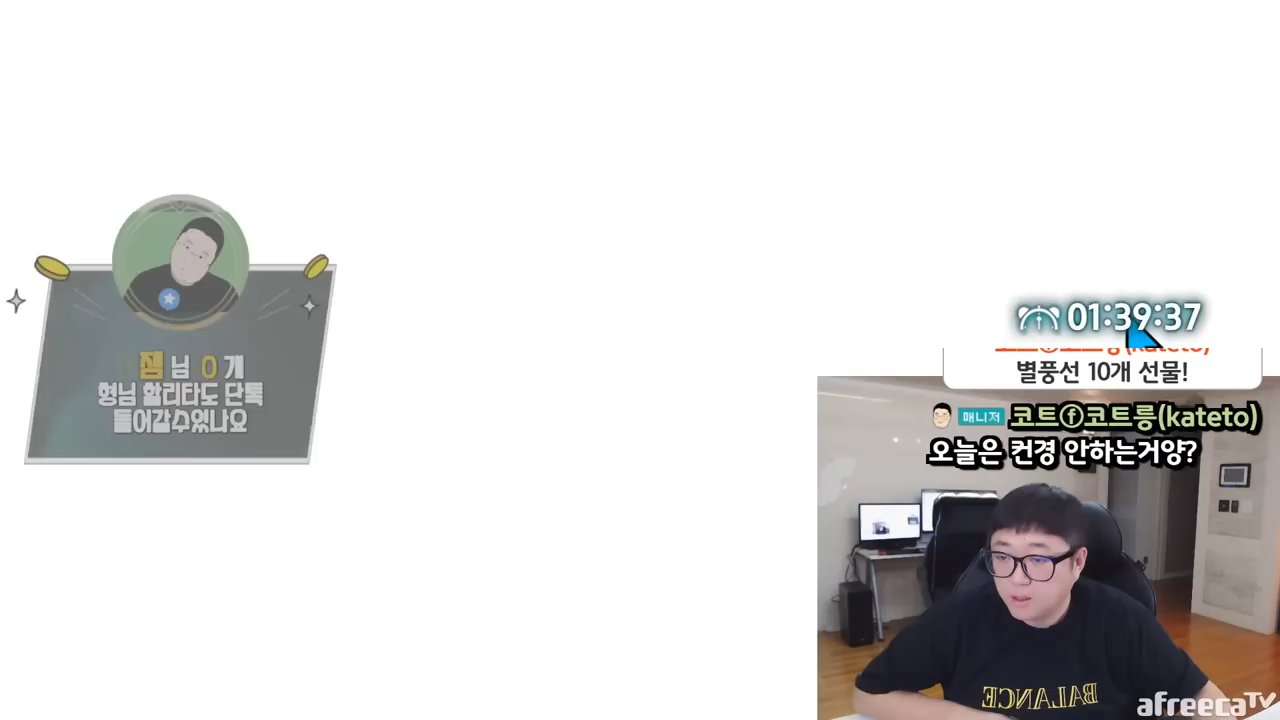 젬 님 0 개
형님 할리타도 단톡
들어갈수있나요
01:39:37
별풍선 10개 선물!
매니저 코트ⓕ코트릉(kateto)
오늘은 컨경 안하는거양?
BALANCE
afreecaTV